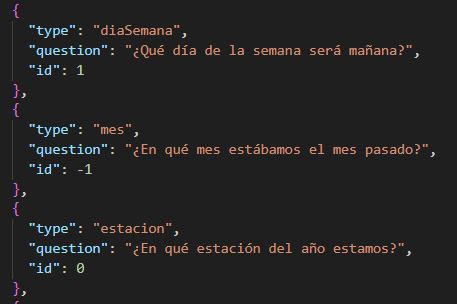 {
"type": "diaSemana",
"question": "¿Qué día de la semana será mañana?",
"id": 1
},
{
"type": "mes",
"question": "¿En qué mes estábamos el mes pasado?",
"id": -1
},
{
"type": "estacion",
"question": "¿En qué estación del año estamos?",
"id": 0
},